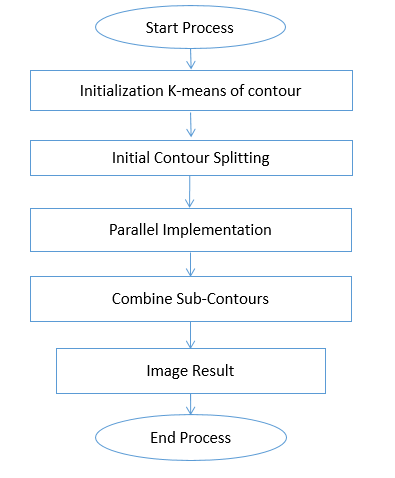 Start Process
Initialization K-means of contour
Initial Contour Splitting
Parallel Implementation
Combine Sub-Contours
Image Result
End Process